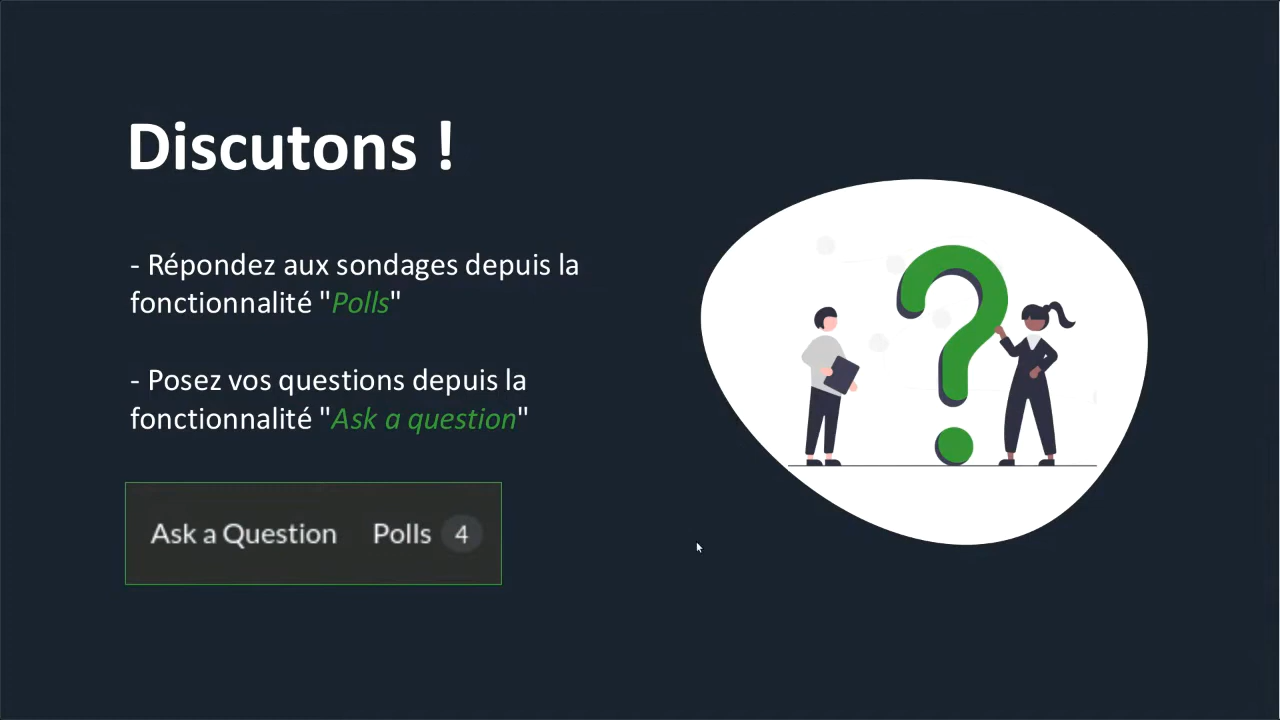 Discutons !
- Répondez aux sondages depuis la
fonctionnalité "Polls"
- Posez vos questions depuis la
fonctionnalité "Ask a question"
Ask a Question Polls 4